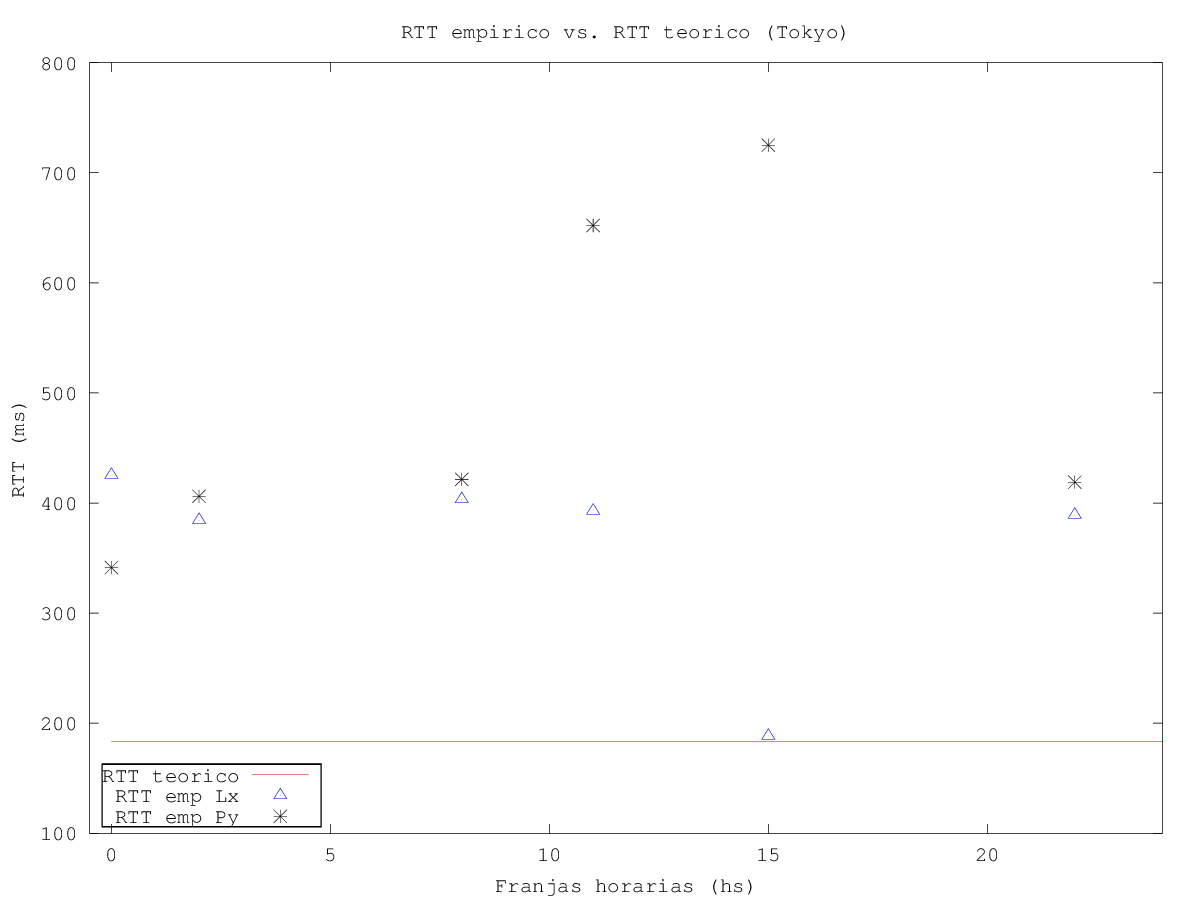 RTT empirico vs. RTT teorico (Tokyo)
800
700
600
500
400
300
200
100
RTT (ms)
RTT teorico
RTT emp Lx
RTT emp Py
0 5 10 15 20
Franjas horarias (hs)